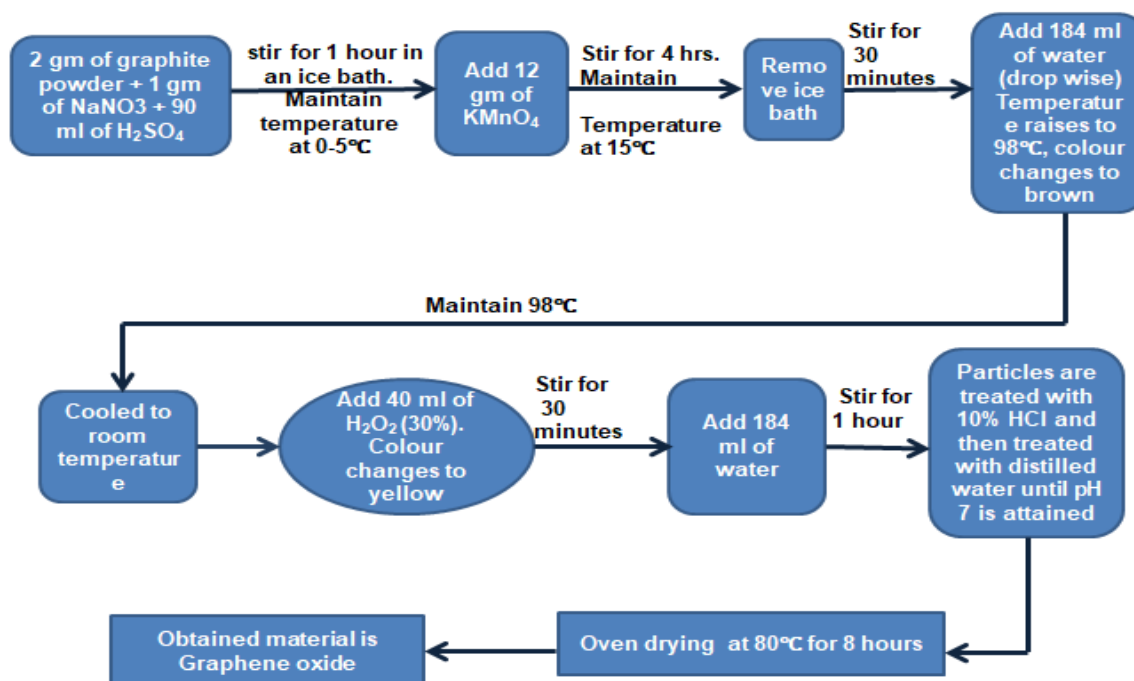 2 gm of graphite
powder + 1 gm
of NaNO3 + 90
ml of H₂SO₄
stir for 1 hour in
an ice bath.
Maintain
temperature
at 0-5℃
Add 12
gm of
KMnO₄
Stir for 4 hrs.
Maintain
Temperature
at 15℃
Remo
ve ice
bath
Stir for
30
minutes
Add 184 ml
of water
(drop wise)
Temperatur
e raises to
98℃, colour
changes to
brown
Maintain 98℃
Cooled to
room
temperatur
e
Add 40 ml of
H₂O₂ (30%).
Colour
changes to
yellow
Stir for
30
minutes
Add 184
ml of
water
Stir for
1 hour
Particles are
treated with
10% HCl and
then treated
with distilled
water until pH
7 is attained
Oven drying at 80℃ for 8 hours
Obtained material is
Graphene oxide